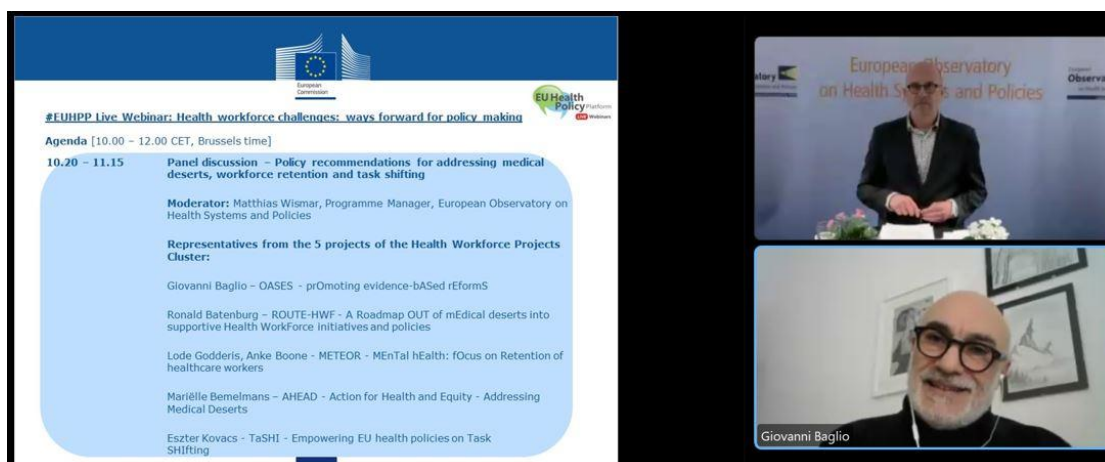 European
Commission
EU Health
Policy Platform
LIVE Webinars
#EUHPP Live Webinar: Health workforce challenges: ways forward for policy making
Agenda [10.00 – 12.00 CET, Brussels time]
10.20 – 11.15 Panel discussion – Policy recommendations for addressing medical
deserts, workforce retention and task shifting
Moderator: Matthias Wismar, Programme Manager, European Observatory on
Health Systems and Policies
Representatives from the 5 projects of the Health Workforce Projects
Cluster:
Giovanni Baglio – OASES - prOmoting evidence-bASed rEformS
Ronald Batenburg – ROUTE-HWF - A Roadmap OUT of mEdical deserts into
supportive Health WorkForce initiatives and policies
Lode Godderis, Anke Boone - METEOR - MEnTal hEalth: fOcus on Retention of
healthcare workers
Mariëlle Bemelmans – AHEAD - Action for Health and Equity - Addressing
Medical Deserts
Eszter Kovacs - TaSHI - Empowering EU health policies on Task
SHIfting
European Observatory
on Health Systems and Policies
Giovanni Baglio